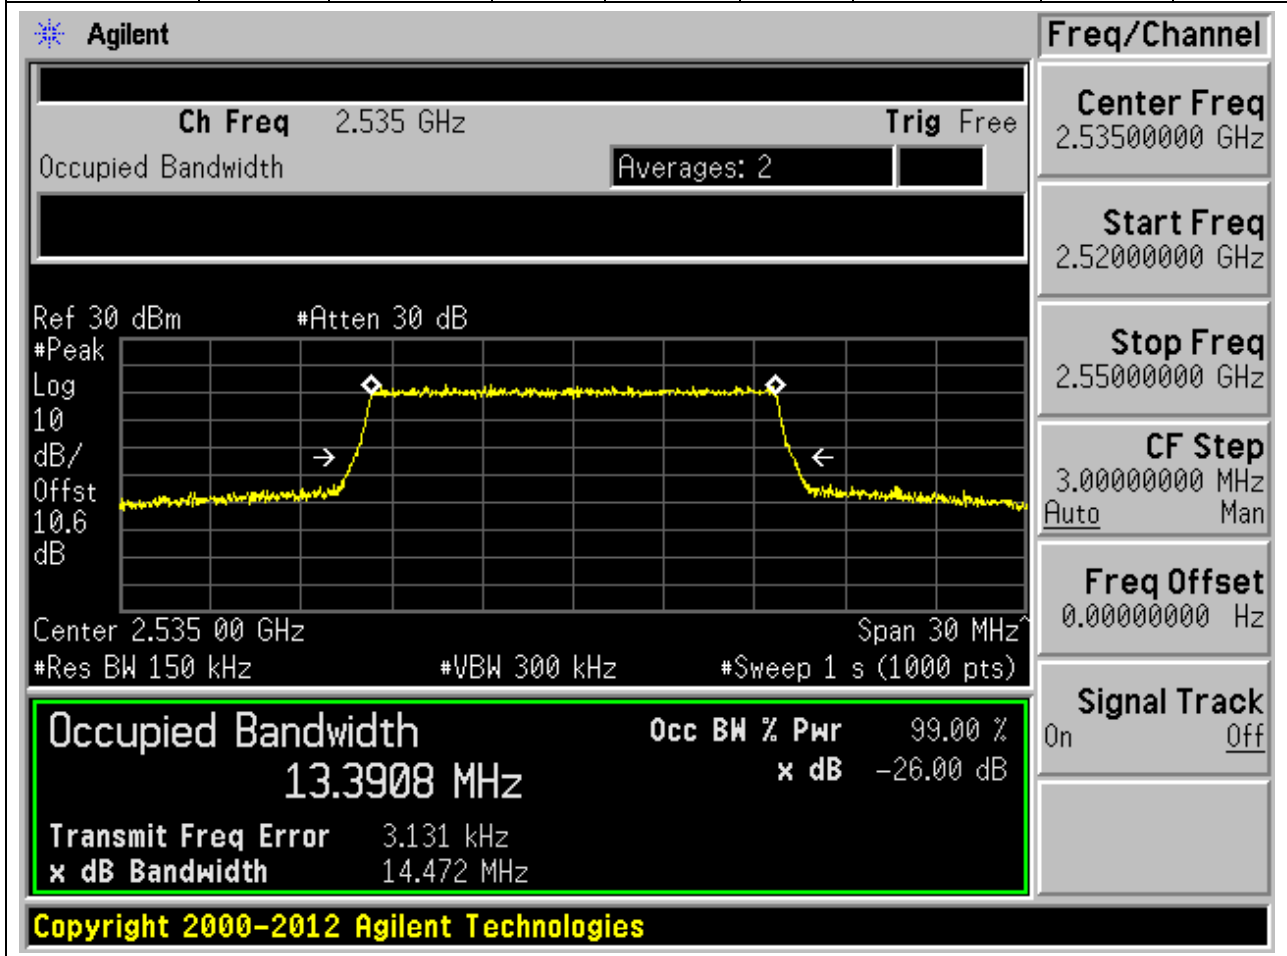 Agilent
Freq/Channel
Ch Freq 2.535 GHz Trig Free
Occupied Bandwidth Averages: 2
Center Freq
2.53500000 GHz
Start Freq
2.52000000 GHz
Stop Freq
2.55000000 GHz
CF Step
3.00000000 MHz
Auto Man
Freq Offset
0.00000000 Hz
Signal Track
On Off
Ref 30 dBm #Atten 30 dB
#Peak
Log
10
dB/
Offst
10.6
dB
Center 2.535 00 GHz Span 30 MHz^
#Res BW 150 kHz #VBW 300 kHz #Sweep 1 s (1000 pts)
Occupied Bandwidth
13.3908 MHz
Occ BW % Pwr 99.00 %
x dB -26.00 dB
Transmit Freq Error 3.131 kHz
x dB Bandwidth 14.472 MHz
Copyright 2000-2012 Agilent Technologies